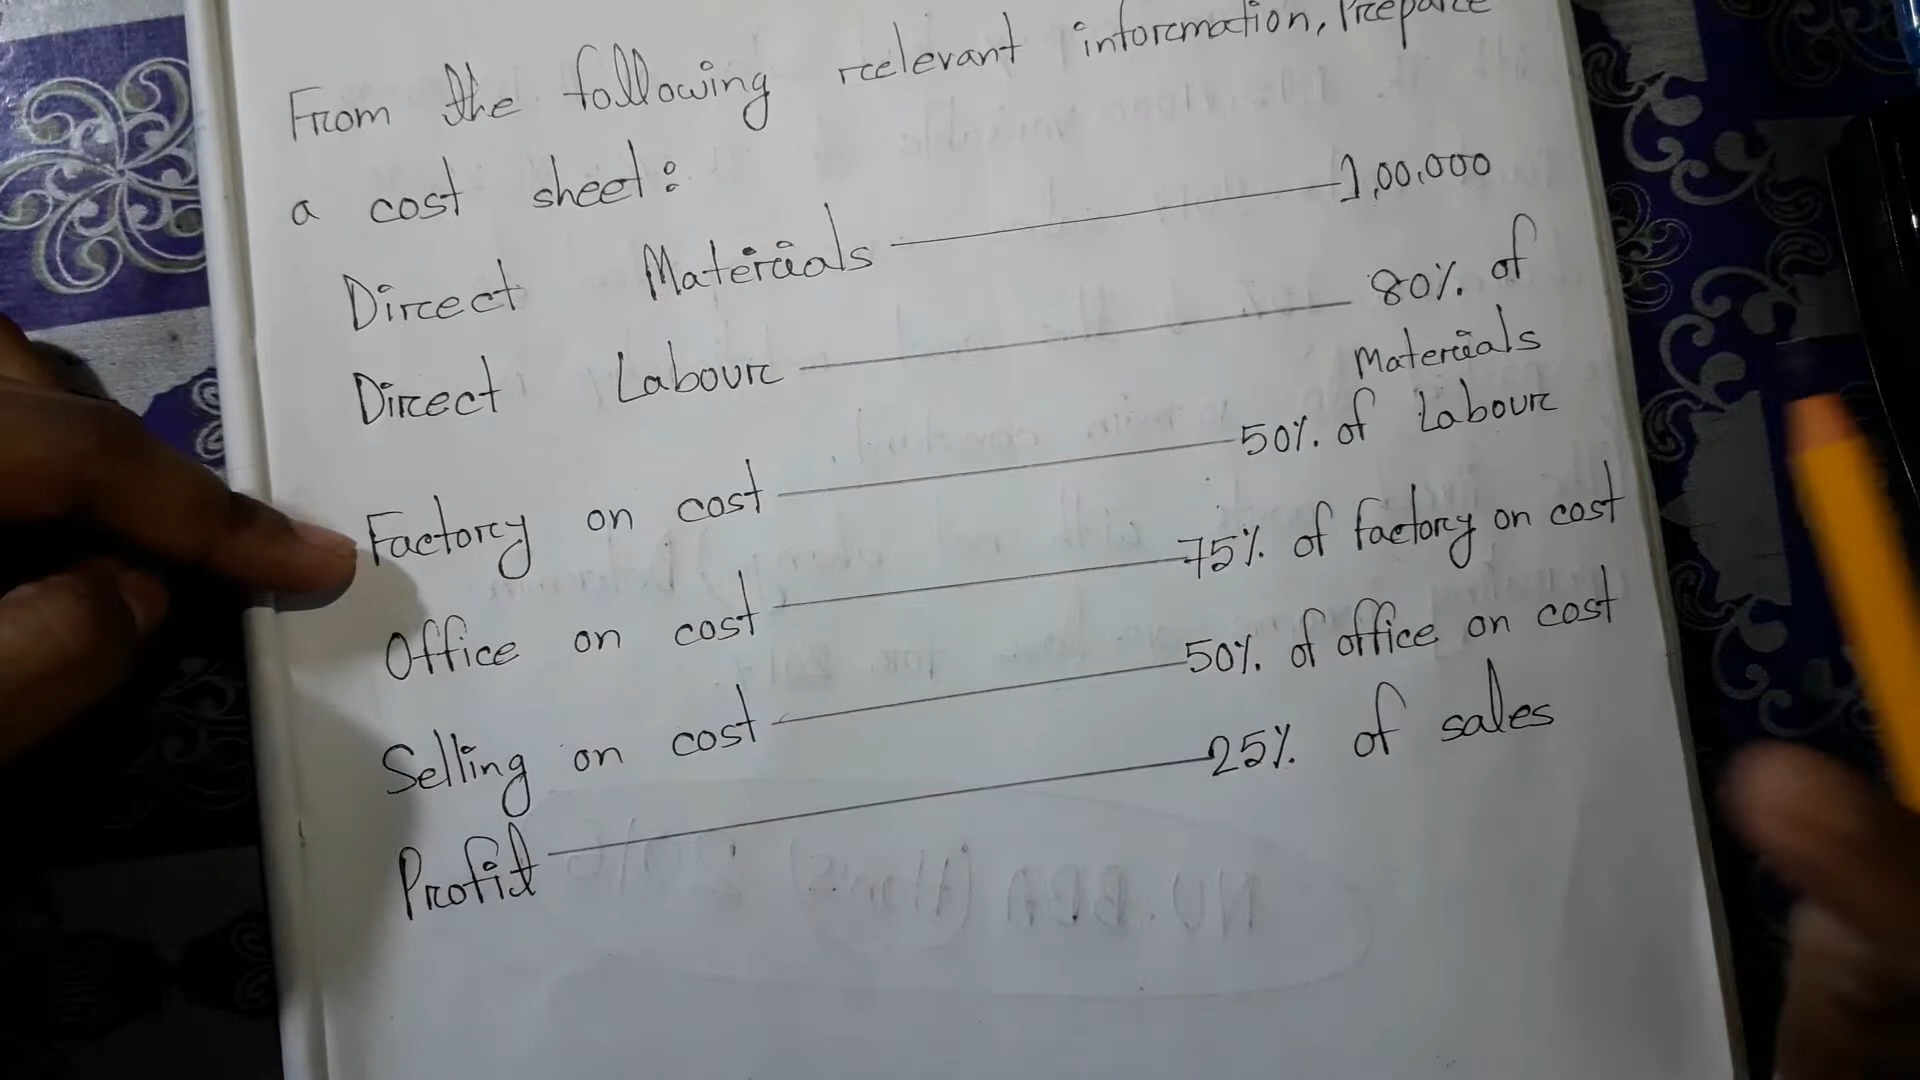 From the following relevant information, Prepare
a cost sheet:
Direct Materials 1,00,000
Direct Labour 80% of
Materials
Factory on cost 50% of Labour
Office on cost 75% of factory on cost
Selling on cost 50% of office on cost
Profit 25% of sales